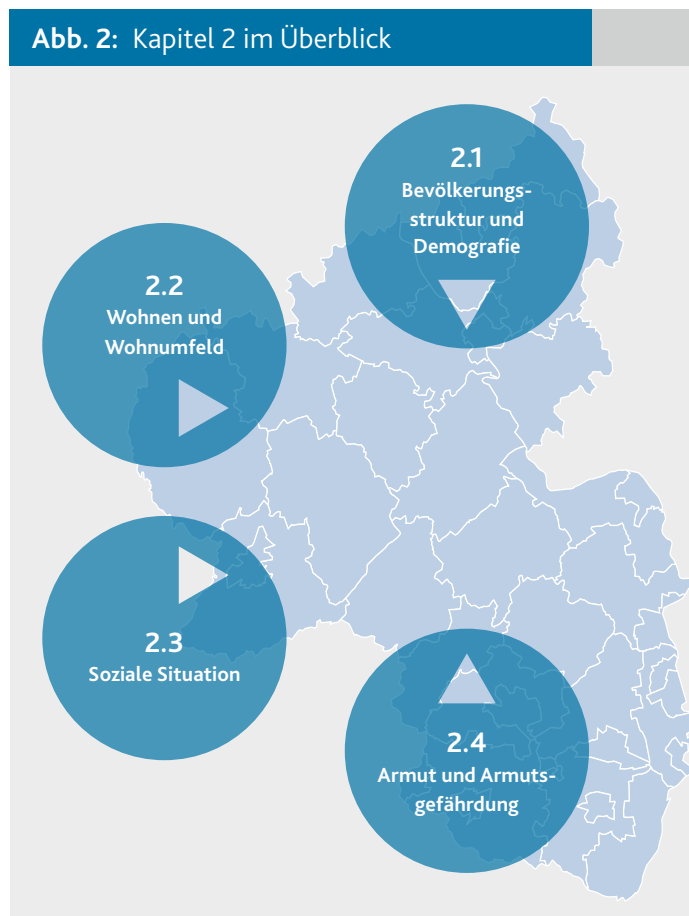 Abb. 2: Kapitel 2 im Überblick
2.1
Bevölkerungs-
struktur und
Demografie
2.2
Wohnen und
Wohnumfeld
2.3
Soziale Situation
2.4
Armut und Armuts-
gefährdung